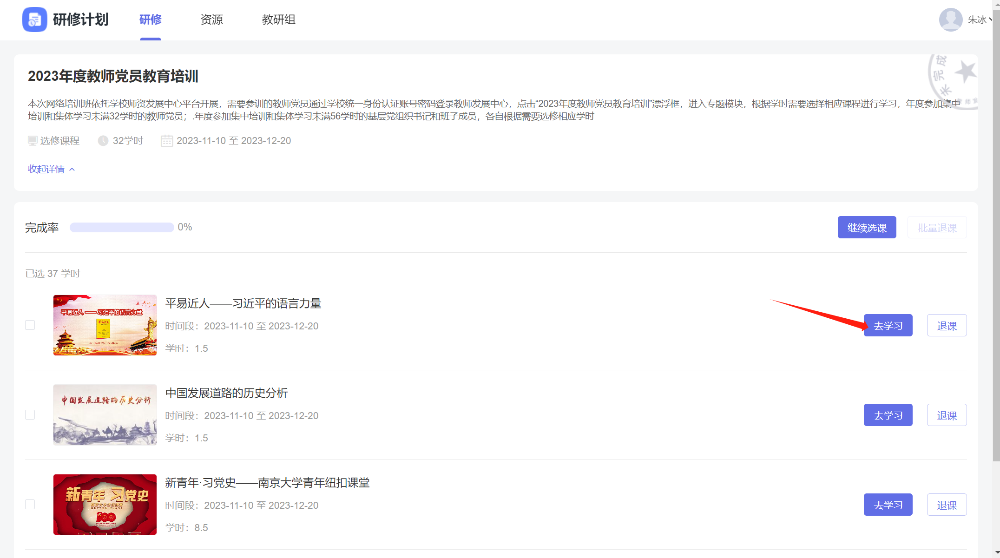 研修计划
研修
资源
教研组
朱冰
未完成
教师发
2023年度教师党员教育培训
本次网络培训班依托学校师资发展中心平台开展，需要参训的教师党员通过学校统一身份认证账号密码登录教师发展中心，点击“2023年度教师党员教育培训”漂浮框，进入专题模块，根据学时需要选择相应课程进行学习，年度参加集中
培训和集体学习未满32学时的教师党员；.年度参加集中培训和集体学习未满56学时的基层党组织书记和班子成员，各自根据需要选修相应学时
选修课程
32学时
2023-11-10 至 2023-12-20
收起详情
完成率
0%
继续选课
批量退课
已选 37 学时
平易近人——习近平的语言力量
平易近人
平易近人——习近平的语言力量
时间段：2023-11-10 至 2023-12-20
学时：1.5
去学习
退课
中国发展道路的历史分析
中国发展道路的历史分析
时间段：2023-11-10 至 2023-12-20
学时：1.5
去学习
退课
新青年 习党史
BUTTON CLASS
100
新青年·习党史——南京大学青年纽扣课堂
时间段：2023-11-10 至 2023-12-20
学时：8.5
去学习
退课